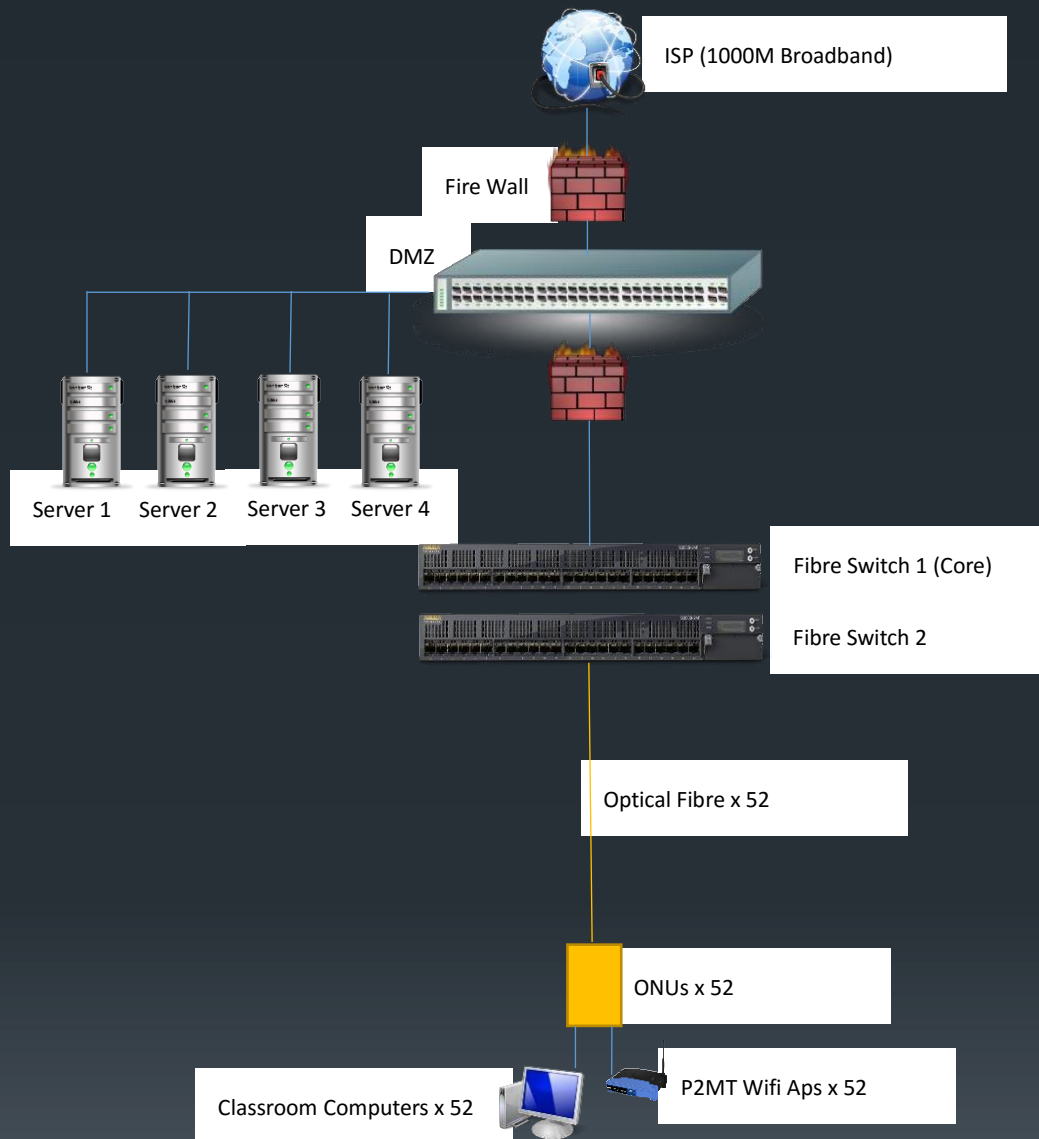 ISP (1000M Broadband)
Fire Wall
DMZ
Server 1
Server 2
Server 3
Server 4
Fibre Switch 1 (Core)
Fibre Switch 2
Optical Fibre x 52
ONUs x 52
Classroom Computers x 52
P2MT Wifi Aps x 52